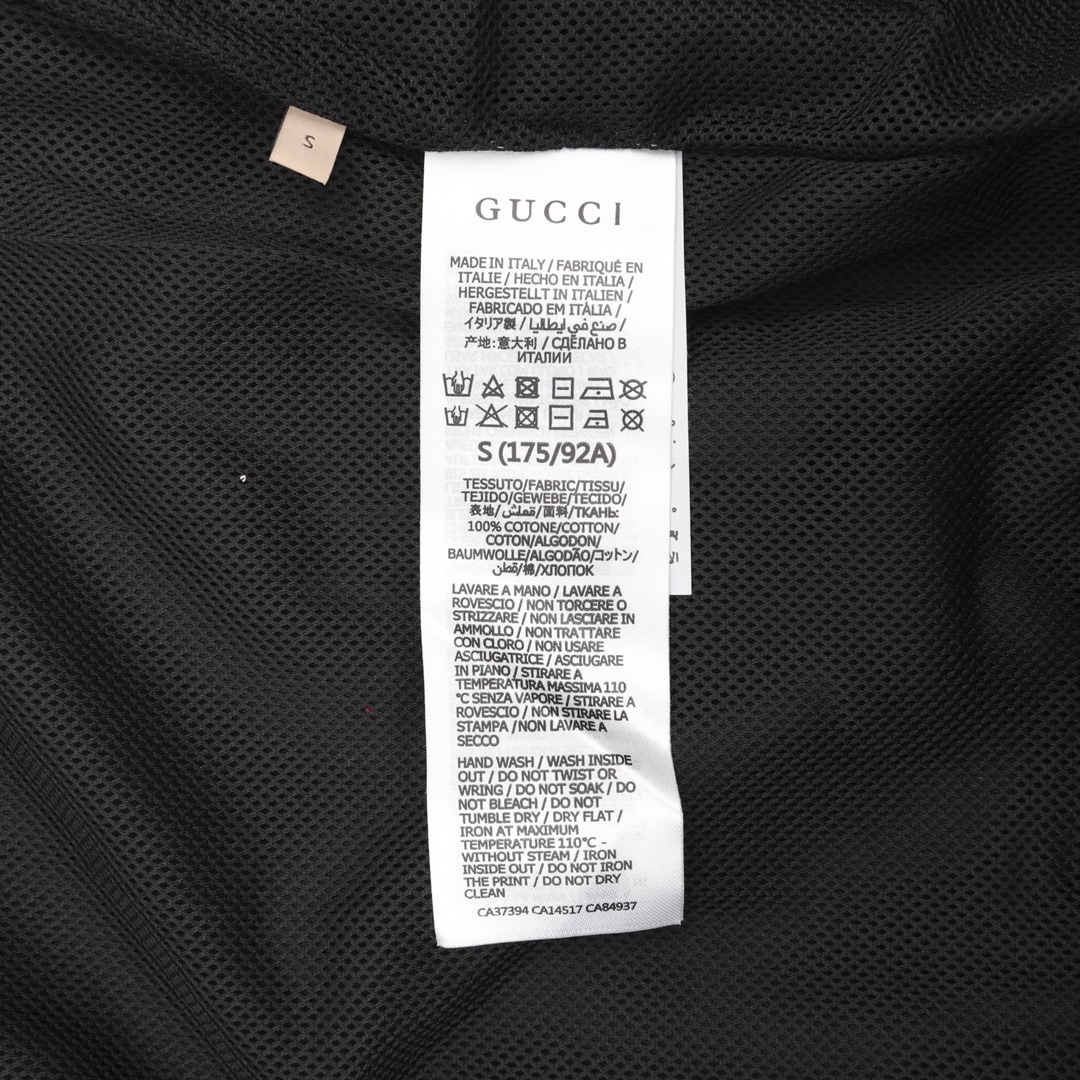 S
GUCCI
MADE IN ITALY / FABRIQUÉ EN
ITALIE / HECHO EN ITALIA /
HERGESTELLT IN ITALIEN /
FABRICADO EM ITÁLIA /
イタリア製 / صنع في إيطاليا /
产地: 意大利 / СДЕЛАНО В
ИТАЛИИ
S (175/92A)
TESSUTO/FABRIC/TISSU/
TEJIDO/GEWEBE/TECIDO/
表地/قماش/面料/ТКАНЬ:
100% COTONE/COTTON/
COTON/ALGODON/
BAUMWOLLE/ALGODÃO/コットン/
قطن/棉/ХЛОПОК
LAVARE A MANO / LAVARE A
ROVESCIO / NON TORCERE O
STRIZZARE / NON LASCIARE IN
AMMOLLO / NON TRATTARE
CON CLORO / NON USARE
ASCIUGATRICE / ASCIUGARE
IN PIANO / STIRARE A
TEMPERATURA MASSIMA 110
°C SENZA VAPORE / STIRARE A
ROVESCIO / NON STIRARE LA
STAMPA /NON LAVARE A
SECCO
HAND WASH / WASH INSIDE
OUT / DO NOT TWIST OR
WRING / DO NOT SOAK / DO
NOT BLEACH / DO NOT
TUMBLE DRY / DRY FLAT /
IRON AT MAXIMUM
TEMPERATURE 110°C -
WITHOUT STEAM / IRON
INSIDE OUT / DO NOT IRON
THE PRINT / DO NOT DRY
CLEAN
CA37394 CA14517 CA84937